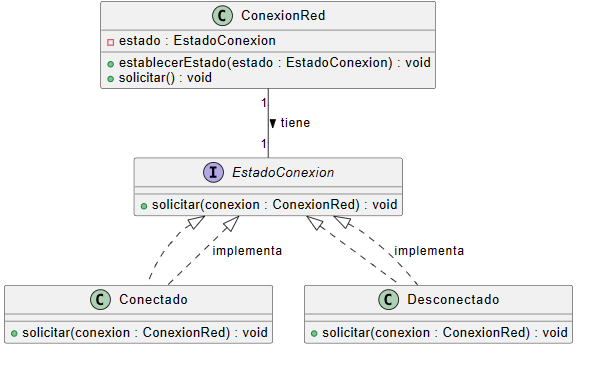 C ConexionRed
estado : EstadoConexion
establecerEstado(estado : EstadoConexion) : void
solicitar() : void
1
tiene
1
I EstadoConexion
solicitar(conexion : ConexionRed) : void
implementa
implementa
C Conectado
C Desconectado
solicitar(conexion : ConexionRed) : void
solicitar(conexion : ConexionRed) : void